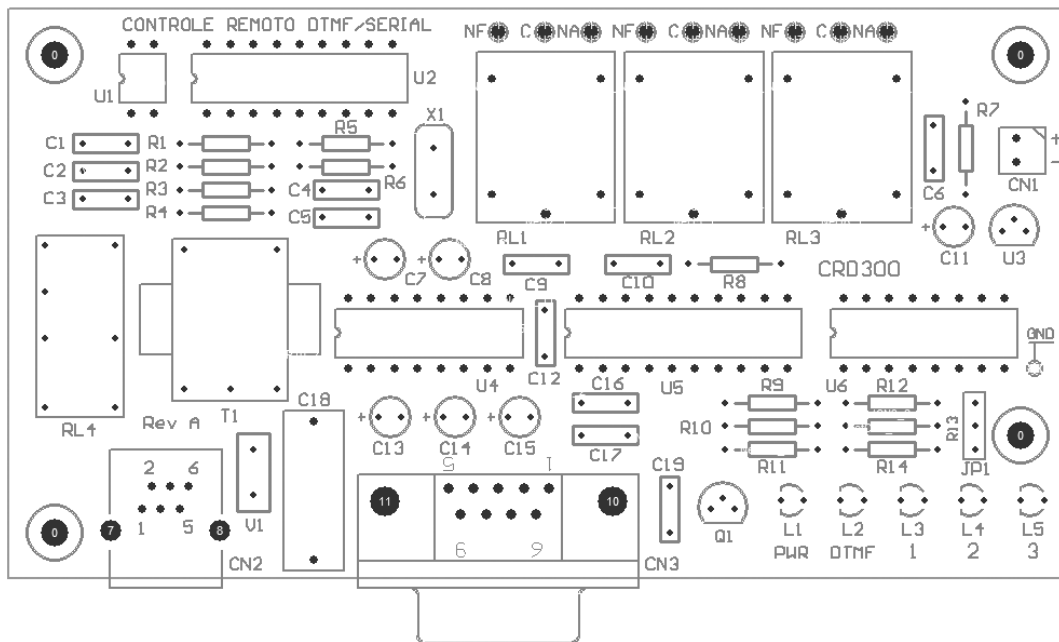 CONTROLE REMOTO DTMF/SERIAL
NF C NA NF C NA NF C NA
0 0
U1 U2
X1
R7
C1 R1 R5
C2 R2
C3 R3 C4 R6
R4 C5
C6 CN1
+
-
RL1 RL2 RL3
+ C11 U3
+ C7 + C8 C9 C10 R8 CRD300
GND
C12
U4 U5 U6
C16 R9 R12
C18
T1
RL4 Rev A
+ C13 + C14 + C15
R10 R13
C17 R11 R14 JP1
0
2 6
5 1
C19
V1
11 10
1 5
7 8
0
9 6
Q1
L1 L2 L3 L4 L5
PWR DTMF 1 2 3
CN2 CN3